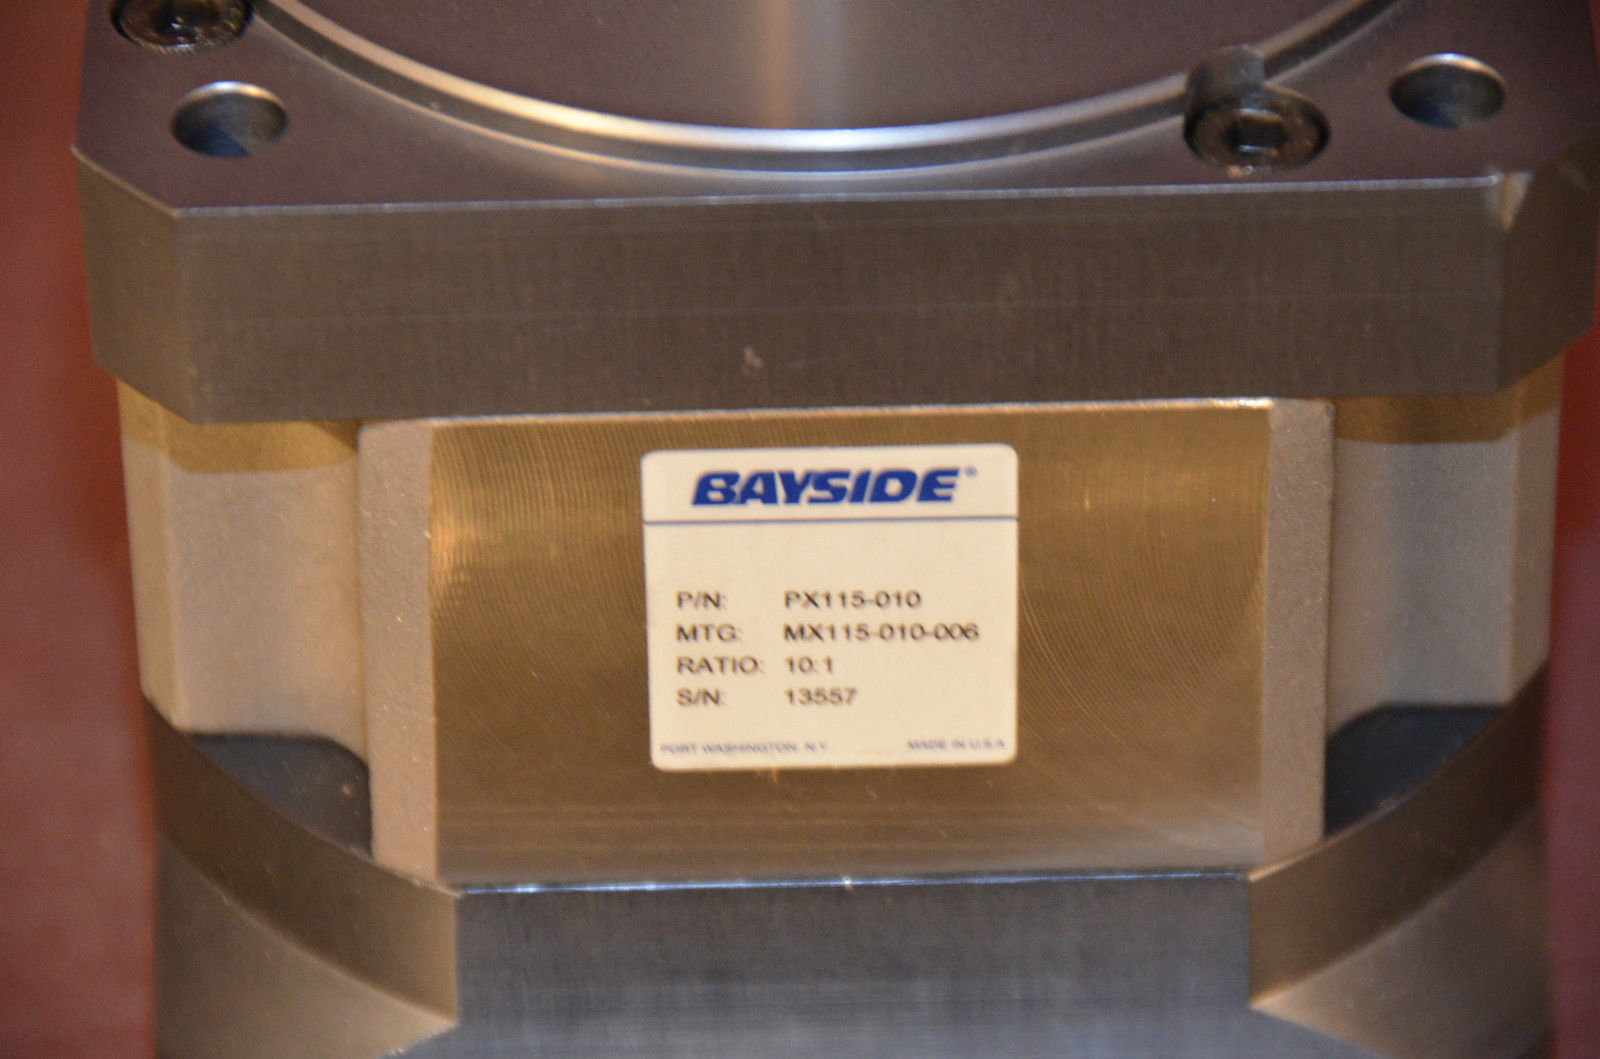 BAYSIDE®
P/N: PX115-010
MTG: MX115-010-006
RATIO: 10:1
S/N: 13557
PORT WASHINGTON, N.Y. MADE IN U.S.A